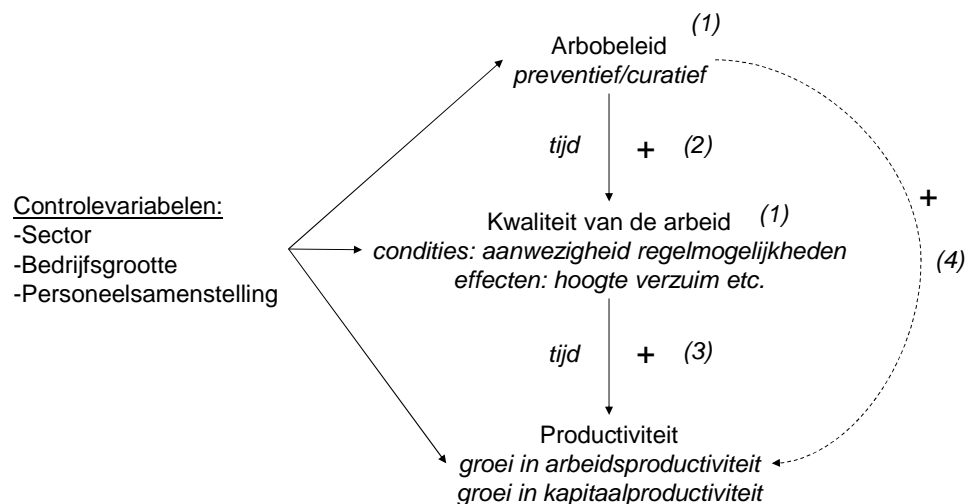 (1)
Arbobeleid
preventief/curatief
tijd + (2)
Controlevariabelen:
-Sector
-Bedrijfsgrootte
-Personeelsamenstelling
Kwaliteit van de arbeid (1)
condities: aanwezigheid regelmogelijkheden
effecten: hoogte verzuim etc.
+
(4)
tijd + (3)
Productiviteit
groei in arbeidsproductiviteit
groei in kapitaalproductiviteit